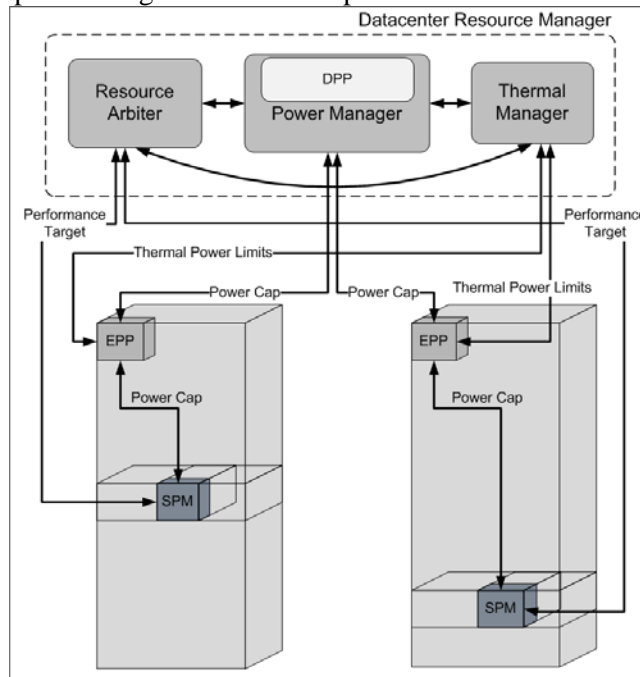 Datacenter Resource Manager
DPP
Resource
Arbiter
Power Manager
Thermal
Manager
Performance
Target
Performance
Target
Thermal Power Limits
Power Cap
Power Cap
Thermal Power Limits
EPP
EPP
Power Cap
Power Cap
SPM
SPM